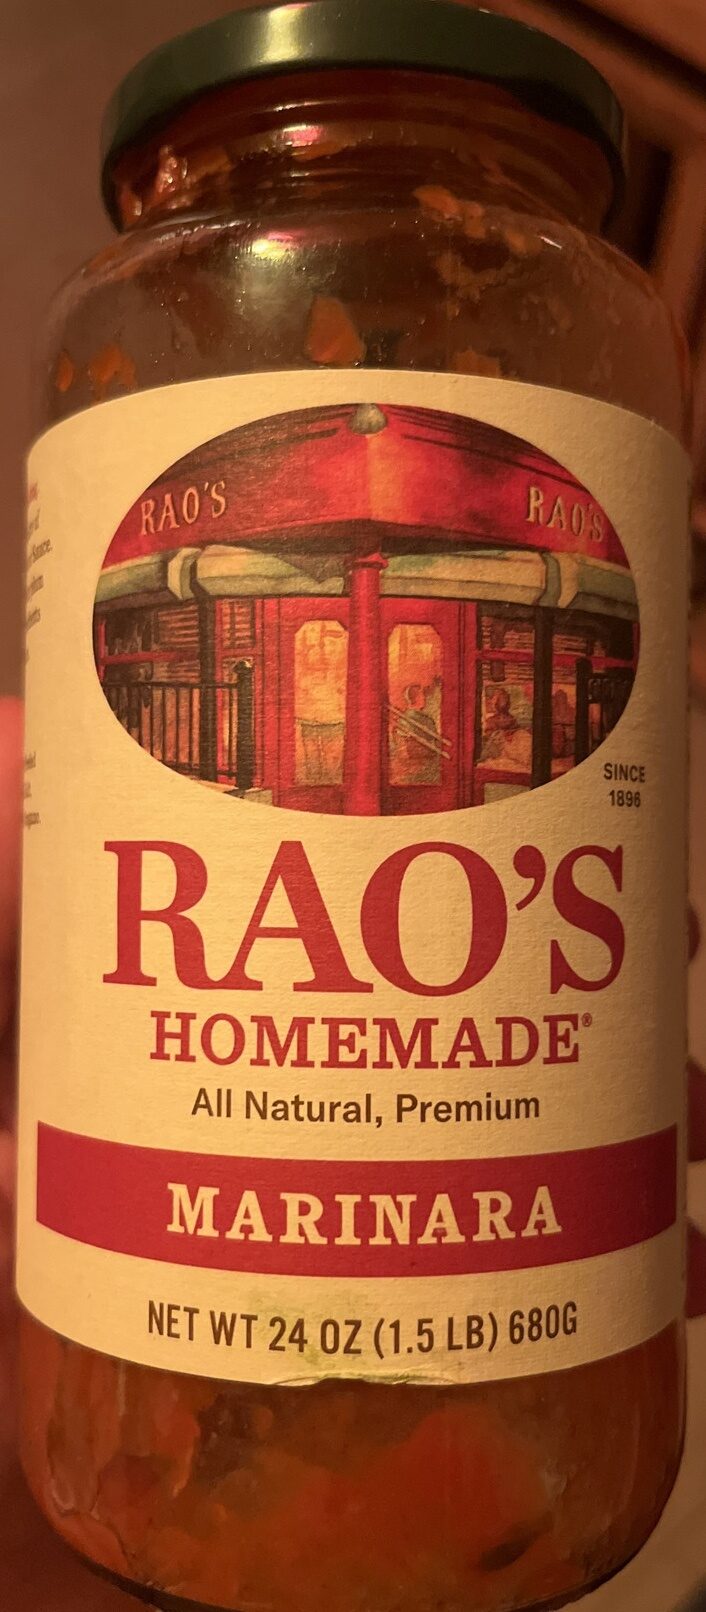 RAO'S RAO'S
SINCE
1896
RAO'S
HOMEMADE®
All Natural, Premium
MARINARA
NET WT 24 OZ (1.5 LB) 680G